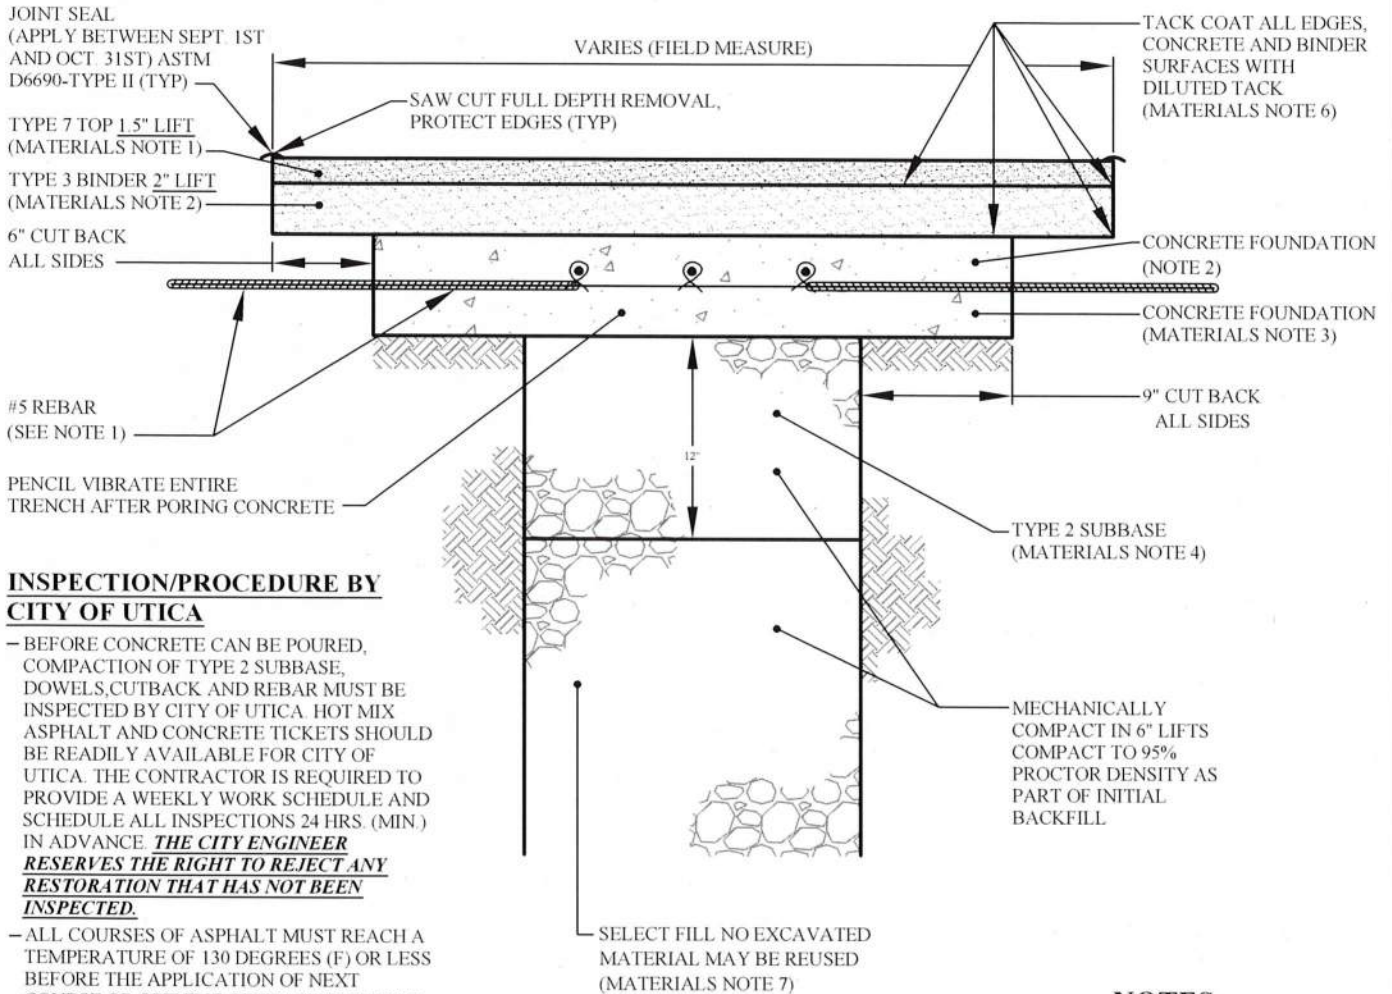 JOINT SEAL
(APPLY BETWEEN SEPT. 1ST
AND OCT. 31ST) ASTM
D6690-TYPE II (TYP)
VARIES (FIELD MEASURE)
TACK COAT ALL EDGES,
CONCRETE AND BINDER
SURFACES WITH
DILUTED TACK
(MATERIALS NOTE 6)
SAW CUT FULL DEPTH REMOVAL,
PROTECT EDGES (TYP)
TYPE 7 TOP 1.5" LIFT
(MATERIALS NOTE 1)
TYPE 3 BINDER 2" LIFT
(MATERIALS NOTE 2)
6" CUT BACK
ALL SIDES
CONCRETE FOUNDATION
(NOTE 2)
CONCRETE FOUNDATION
(MATERIALS NOTE 3)
9" CUT BACK
ALL SIDES
#5 REBAR
(SEE NOTE 1)
12"
PENCIL VIBRATE ENTIRE
TRENCH AFTER PORING CONCRETE
TYPE 2 SUBBASE
(MATERIALS NOTE 4)
MECHANICALLY
COMPACT IN 6" LIFTS
COMPACT TO 95%
PROCTOR DENSITY AS
PART OF INITIAL
BACKFILL
INSPECTION/PROCEDURE BY
CITY OF UTICA
– BEFORE CONCRETE CAN BE POURED,
COMPACTION OF TYPE 2 SUBBASE,
DOWELS,CUTBACK AND REBAR MUST BE
INSPECTED BY CITY OF UTICA. HOT MIX
ASPHALT AND CONCRETE TICKETS SHOULD
BE READILY AVAILABLE FOR CITY OF
UTICA. THE CONTRACTOR IS REQUIRED TO
PROVIDE A WEEKLY WORK SCHEDULE AND
SCHEDULE ALL INSPECTIONS 24 HRS. (MIN.)
IN ADVANCE. THE CITY ENGINEER
RESERVES THE RIGHT TO REJECT ANY
RESTORATION THAT HAS NOT BEEN
INSPECTED.
– ALL COURSES OF ASPHALT MUST REACH A
TEMPERATURE OF 130 DEGREES (F) OR LESS
BEFORE THE APPLICATION OF NEXT
SELECT FILL NO EXCAVATED
MATERIAL MAY BE REUSED
(MATERIALS NOTE 7)
NOTES